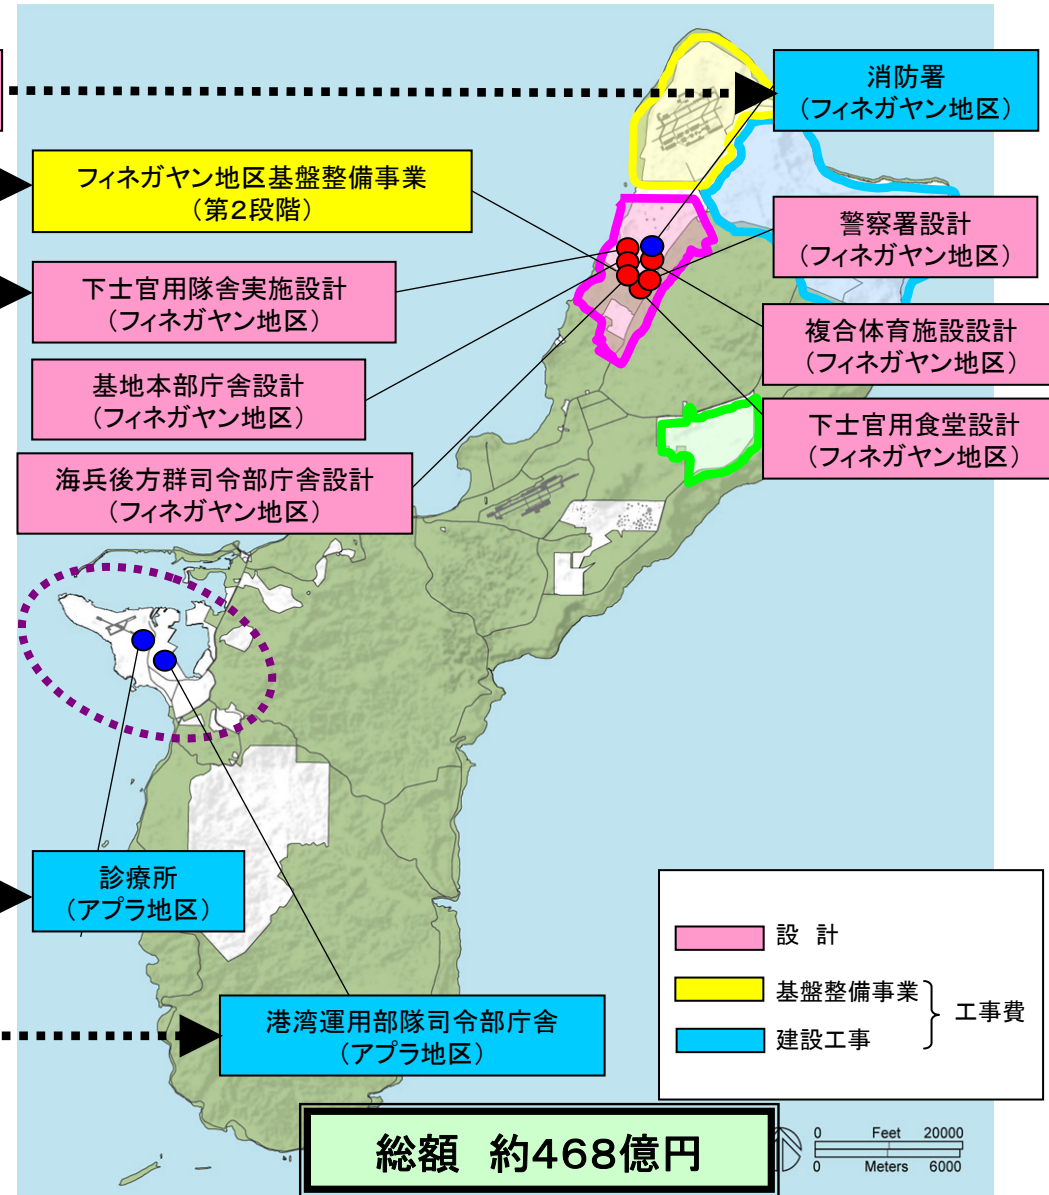 消防署
（フィネガヤン地区）
フィネガヤン地区基盤整備事業
（第２段階）
警察署設計
（フィネガヤン地区）
下士官用隊舎実施設計
（フィネガヤン地区）
複合体育施設設計
（フィネガヤン地区）
基地本部庁舎設計
（フィネガヤン地区）
下士官用食堂設計
（フィネガヤン地区）
海兵後方群司令部庁舎設計
（フィネガヤン地区）
診療所
（アプラ地区）
港湾運用部隊司令部庁舎
（アプラ地区）
設　計
基盤整備事業
建設工事
工事費
総額　約４６８億円
0 Feet 20000
0 Meters 6000